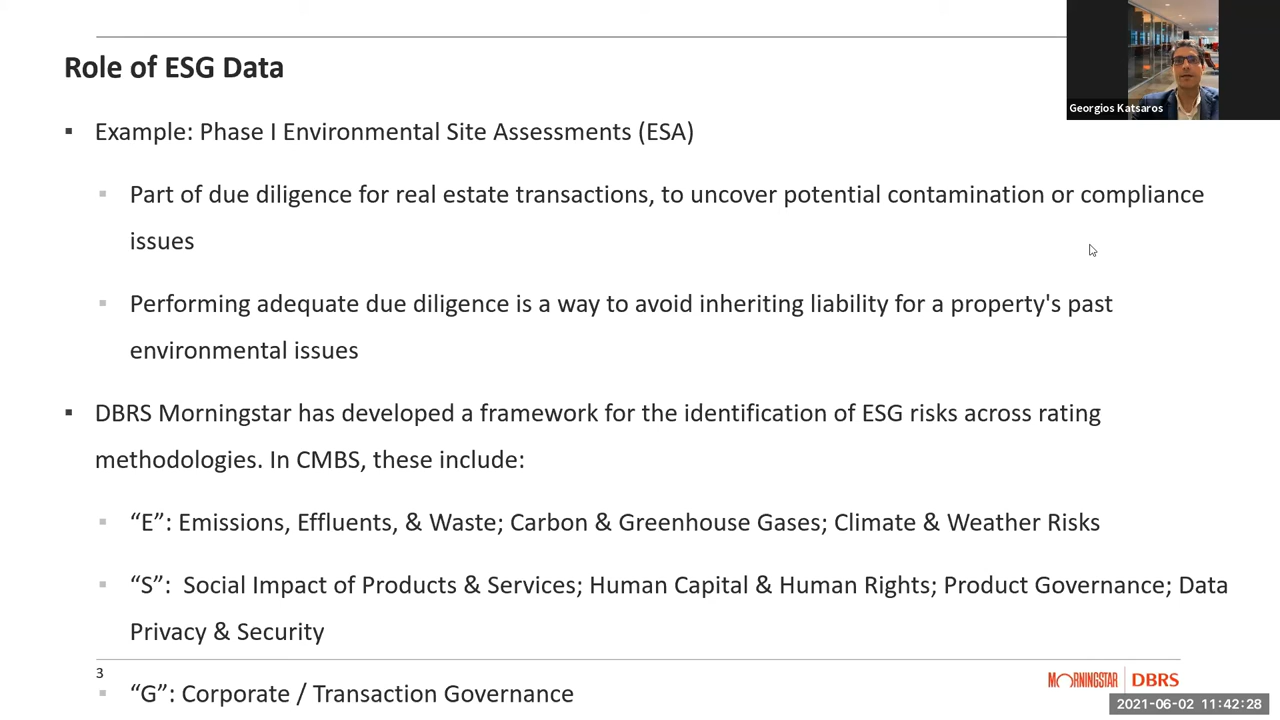 Role of ESG Data
Georgios Katsaros
▪ Example: Phase I Environmental Site Assessments (ESA)
▪ Part of due diligence for real estate transactions, to uncover potential contamination or compliance
issues
▪ Performing adequate due diligence is a way to avoid inheriting liability for a property's past
environmental issues
▪ DBRS Morningstar has developed a framework for the identification of ESG risks across rating
methodologies. In CMBS, these include:
▪ “E”: Emissions, Effluents, & Waste; Carbon & Greenhouse Gases; Climate & Weather Risks
▪ “S”:  Social Impact of Products & Services; Human Capital & Human Rights; Product Governance; Data
Privacy & Security
3
▪ “G”: Corporate / Transaction Governance
MORNINGSTAR | DBRS
2021-06-02 11:42:28